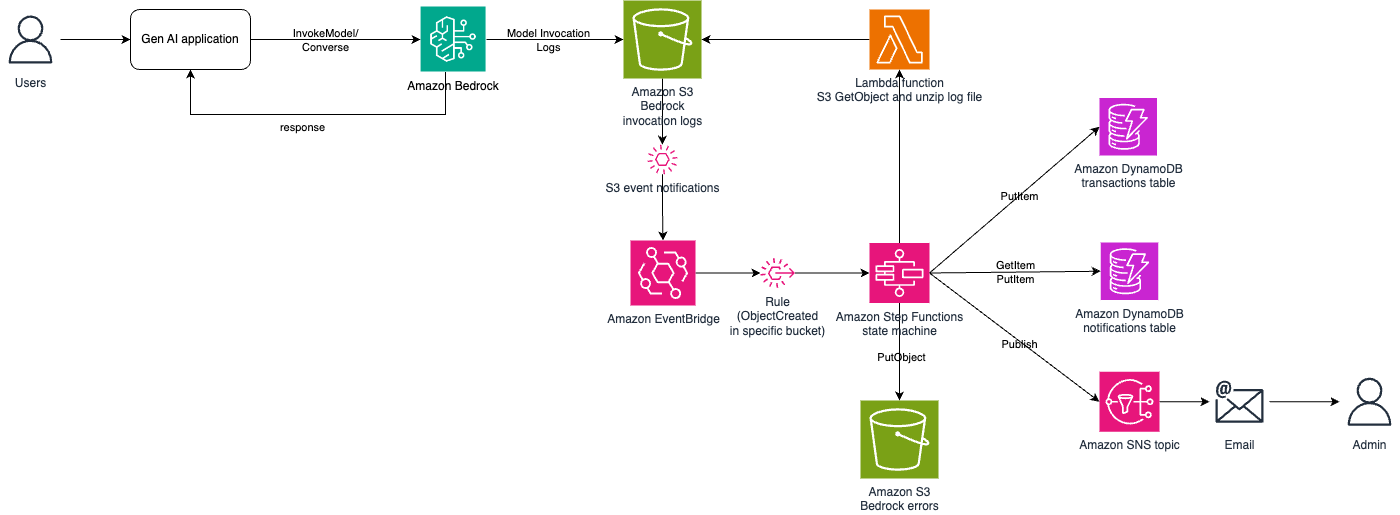 Users
Gen AI application
InvokeModel/
Converse
response
Amazon Bedrock
Model Invocation
Logs
Amazon S3
Bedrock
invocation logs
S3 event notifications
Amazon EventBridge
Rule
(ObjectCreated
in specific bucket)
Lambda function
S3 GetObject and unzip log file
Amazon Step Functions
state machine
PutObject
Amazon S3
Bedrock errors
PutItem
Amazon DynamoDB
transactions table
GetItem
PutItem
Amazon DynamoDB
notifications table
Publish
Amazon SNS topic
@
Email
Admin